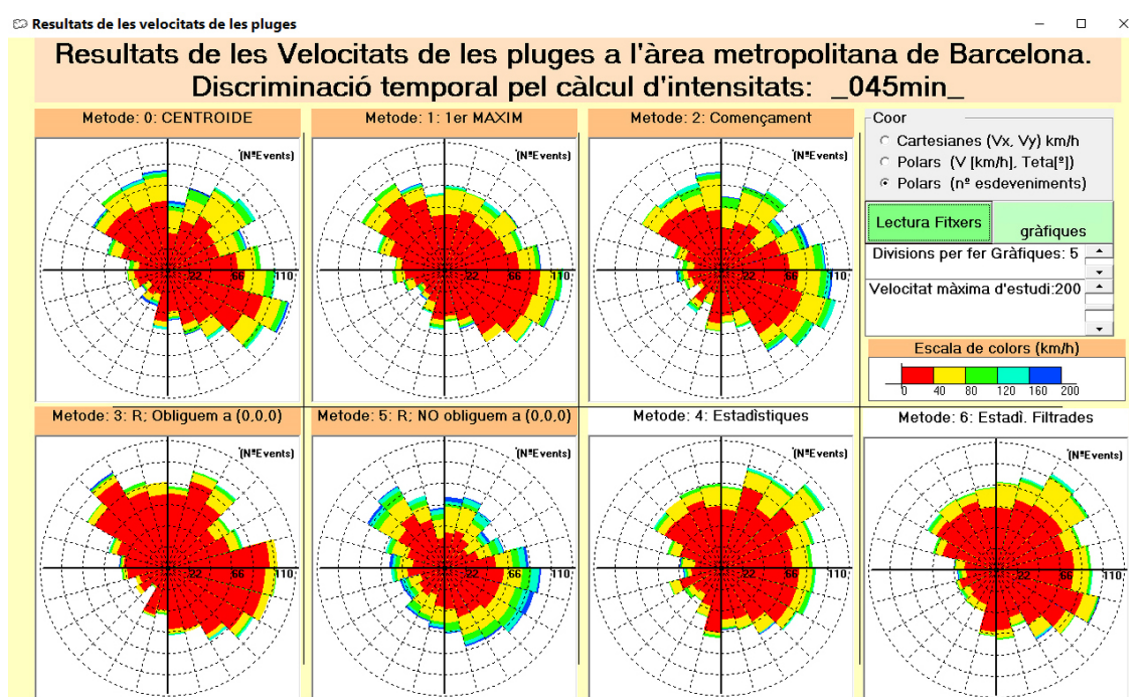 Resultats de les velocitats de les pluges
Resultats de les Velocitats de les pluges a l'àrea metropolitana de Barcelona.
Discriminació temporal pel càlcul d'intensitats: _045min_
Metode: 0: CENTROIDE
(NºEvents)
22 66 110
Metode: 1: 1er MAXIM
(NºEvents)
22 66 110
Metode: 2: Començament
(NºEvents)
22 66 110
Coor
Cartesianes (Vx, Vy) km/h
Polars (V [km/h], Teta[º])
Polars (nº esdeveniments)
Lectura Fitxers
gràfiques
Divisions per fer Gràfiques: 5
Velocitat màxima d'estudi:200
Escala de colors (km/h)
0 40 80 120 160 200
Metode: 3: R; Obliguem a (0,0,0)
(NºEvents)
22 66 110
Metode: 5: R; NO obliguem a (0,0,0)
(NºEvents)
22 66 110
Metode: 4: Estadìstiques
(NºEvents)
22 66 110
Metode: 6: Estadì. Filtrades
(NºEvents)
22 66 110